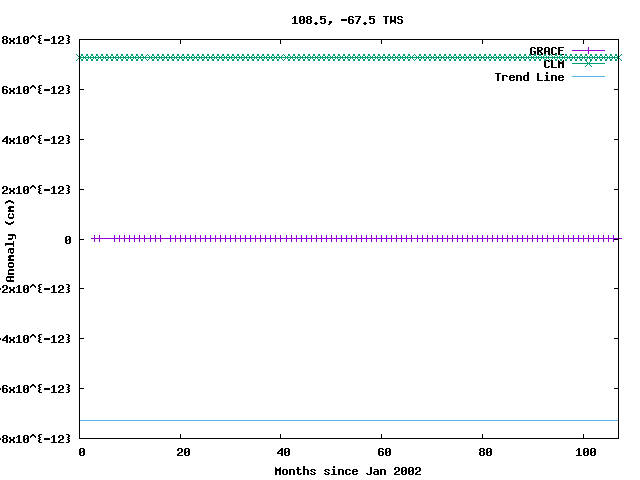 108.5, -67.5 TWS
8x10^{-12}
6x10^{-12}
4x10^{-12}
2x10^{-12}
0
-2x10^{-12}
-4x10^{-12}
-6x10^{-12}
-8x10^{-12}
Anomaly (cm)
GRACE
CLM
Trend Line
0 20 40 60 80 100
Months since Jan 2002